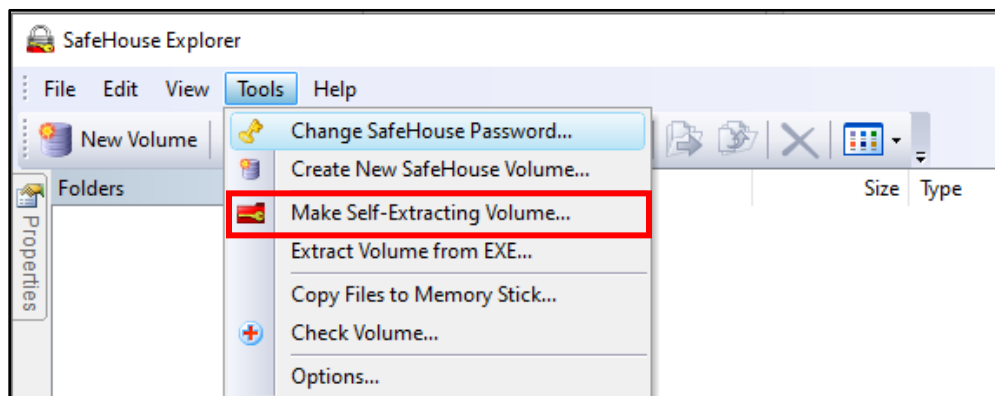 SafeHouse Explorer
File Edit View Tools Help
New Volume
Change SafeHouse Password...
Create New SafeHouse Volume...
Make Self-Extracting Volume...
Extract Volume from EXE...
Copy Files to Memory Stick...
Check Volume...
Options...
Folders Size Type
Properties